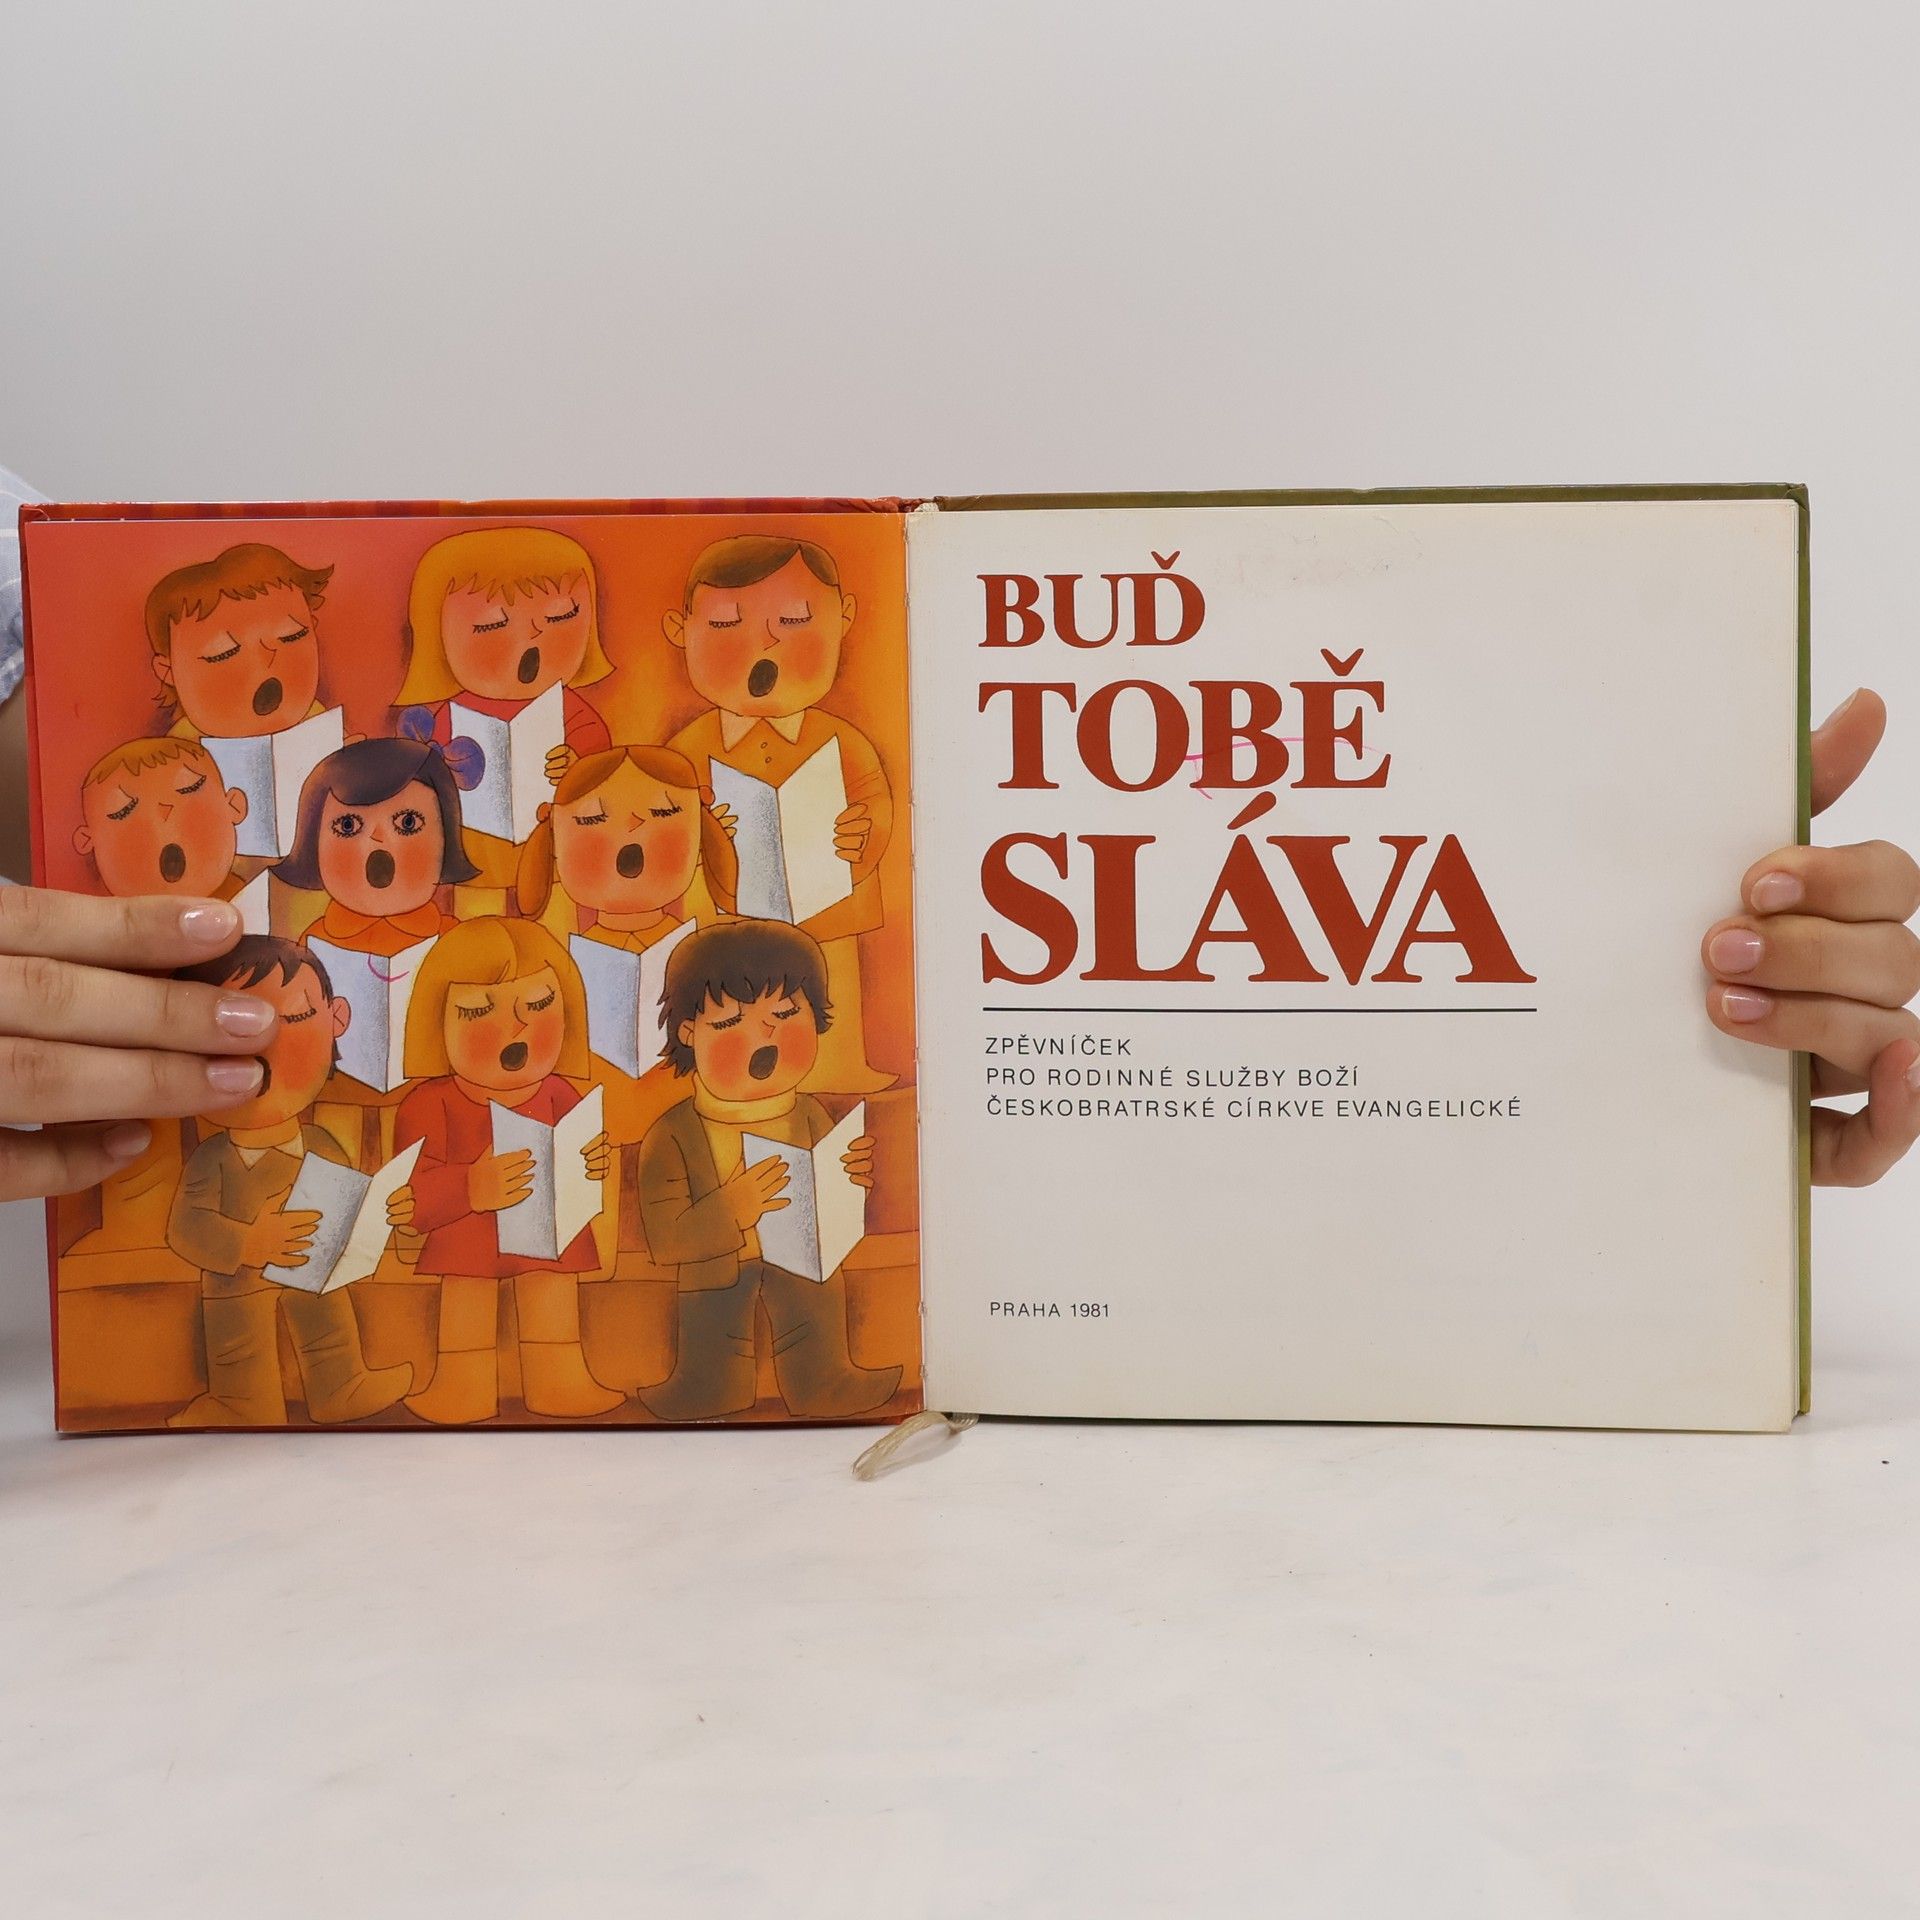 BUĎ
TOBĚ
SLÁVA
ZPĚVNÍČEK
PRO RODINNÉ SLUŽBY BOŽÍ
ČESKOBRATRSKÉ CÍRKVE EVANGELICKÉ
PRAHA 1981